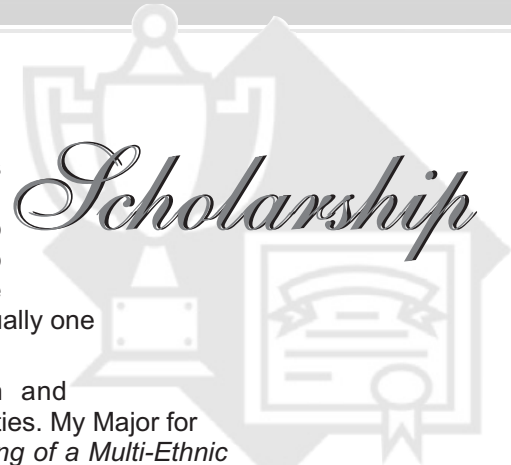 Scholarship
ually one
and
ties. My Major for
ng of a Multi-Ethnic